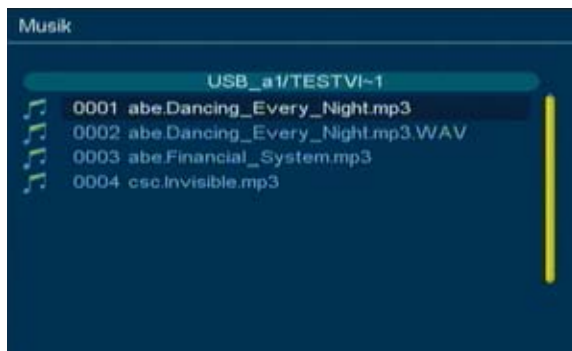 Musik
USB_a1/TESTVI~1
0001 abe.Dancing_Every_Night.mp3
0002 abe.Dancing_Every_Night.mp3.WAV
0003 abe.Financial_System.mp3
0004 csc.Invisible.mp3